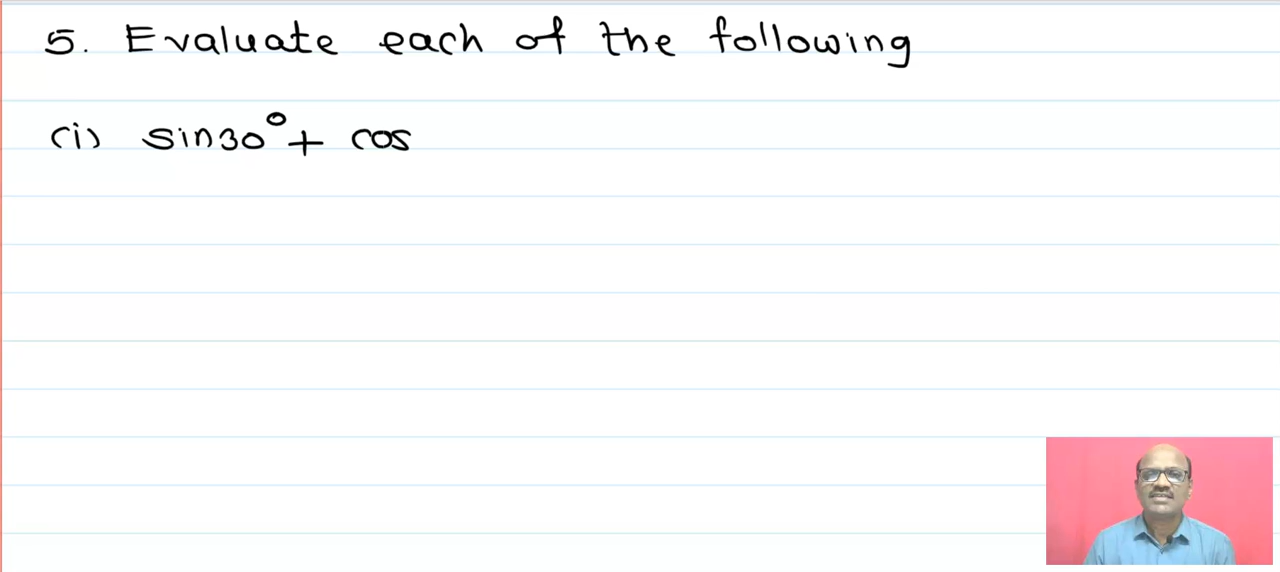 5. Evaluate each of the following
(i) sin30° + cos